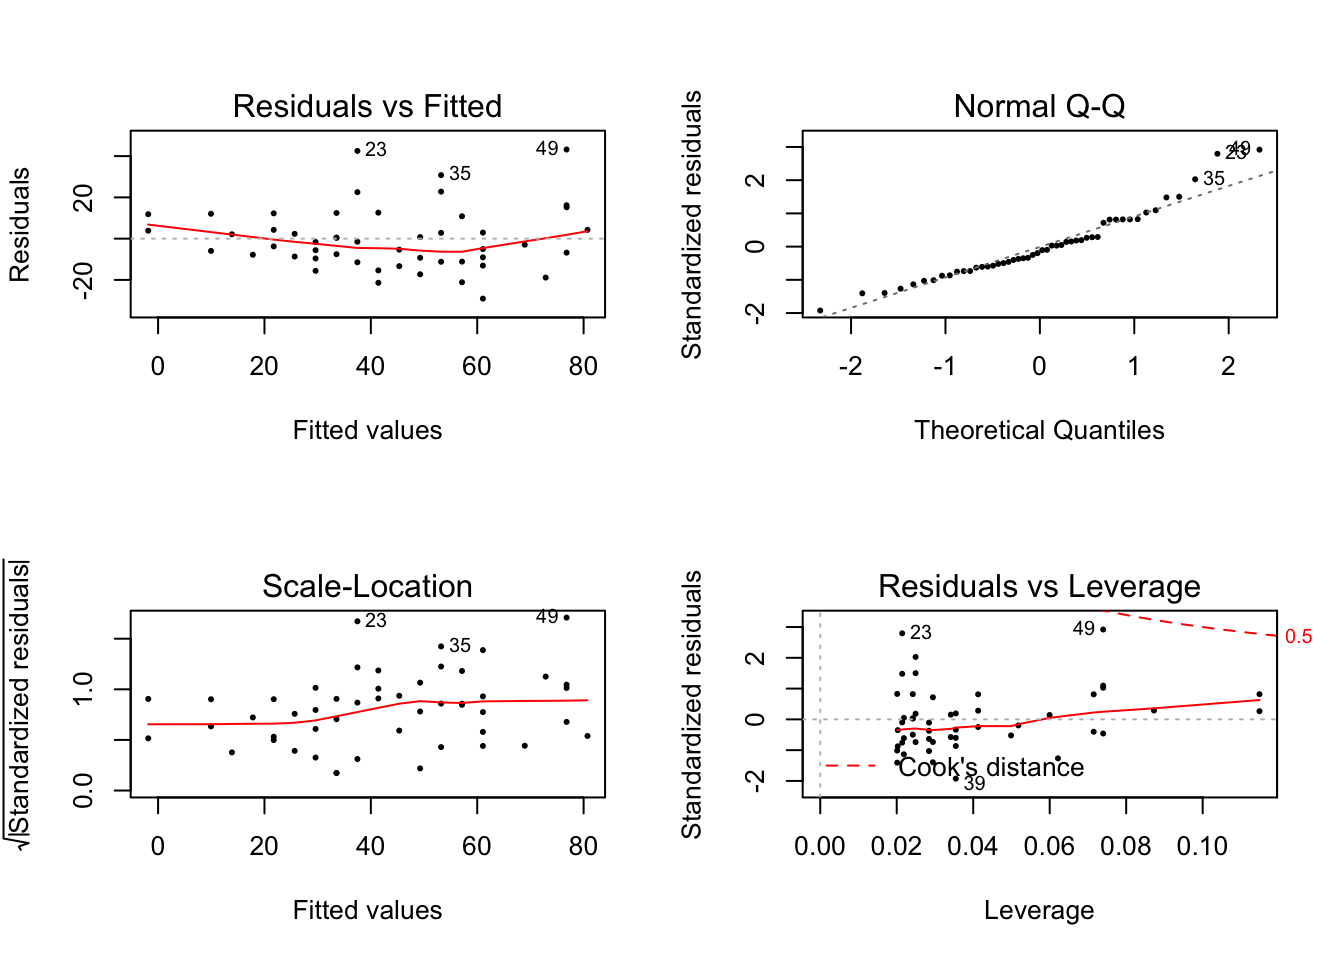 Residuals vs Fitted
Residuals
20
-20
23
35
49
0 20 40 60 80
Fitted values
Normal Q-Q
Standardized residuals
2
0
-2
49
23
35
-2 -1 0 1 2
Theoretical Quantiles
Scale-Location
√|Standardized residuals|
1.0
0.0
23
35
49
0 20 40 60 80
Fitted values
Residuals vs Leverage
Standardized residuals
2
0
-2
23
49
0.5
Cook's distance
39
0.00 0.02 0.04 0.06 0.08 0.10
Leverage